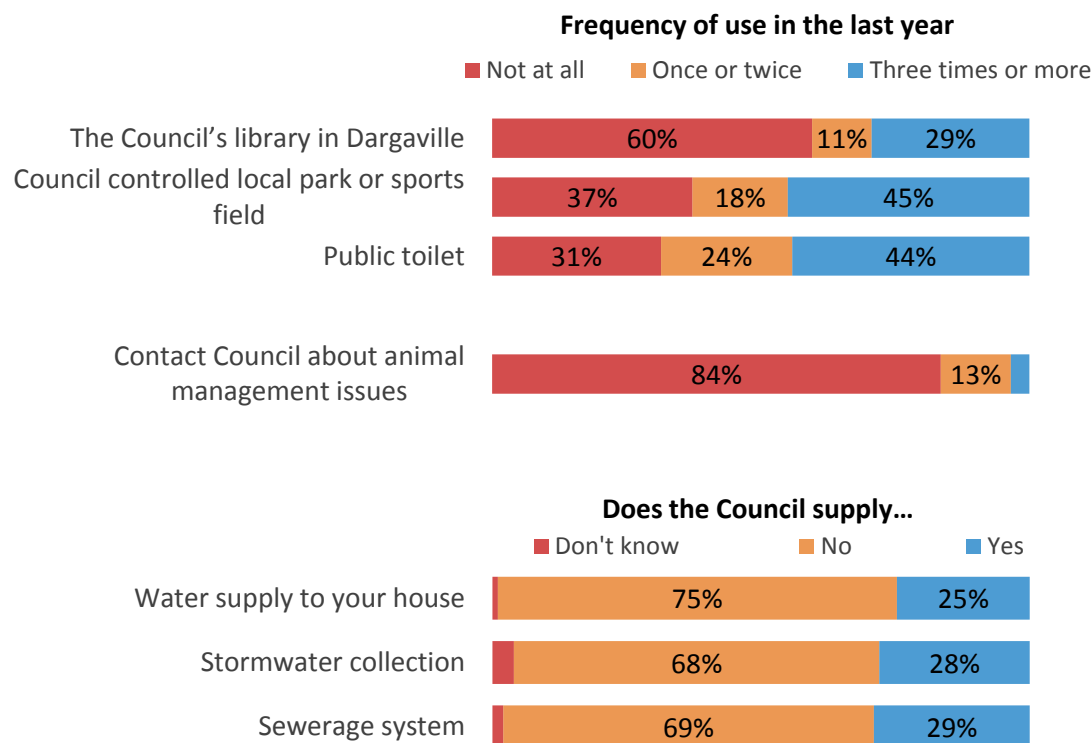 Frequency of use in the last year
Not at all Once or twice Three times or more
The Council’s library in Dargaville 60% 11% 29%
Council controlled local park or sports
field 37% 18% 45%
Public toilet 31% 24% 44%
Contact Council about animal
management issues 84% 13%
Does the Council supply…
Don't know No Yes
Water supply to your house 75% 25%
Stormwater collection 68% 28%
Sewerage system 69% 29%